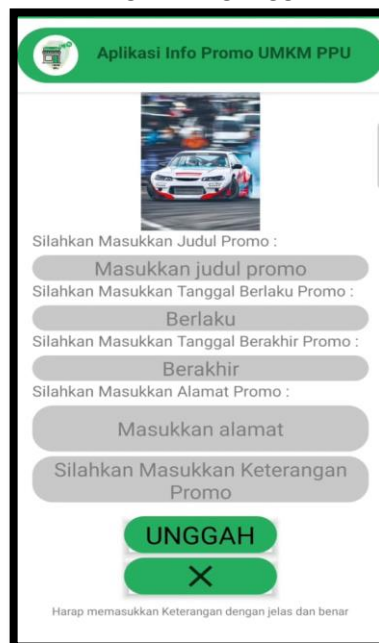 Aplikasi Info Promo UMKM PPU
Silahkan Masukkan Judul Promo :
Masukkan judul promo
Silahkan Masukkan Tanggal Berlaku Promo :
Berlaku
Silahkan Masukkan Tanggal Berakhir Promo :
Berakhir
Silahkan Masukkan Alamat Promo :
Masukkan alamat
Silahkan Masukkan Keterangan
Promo
UNGGAH
Harap memasukkan Keterangan dengan jelas dan benar